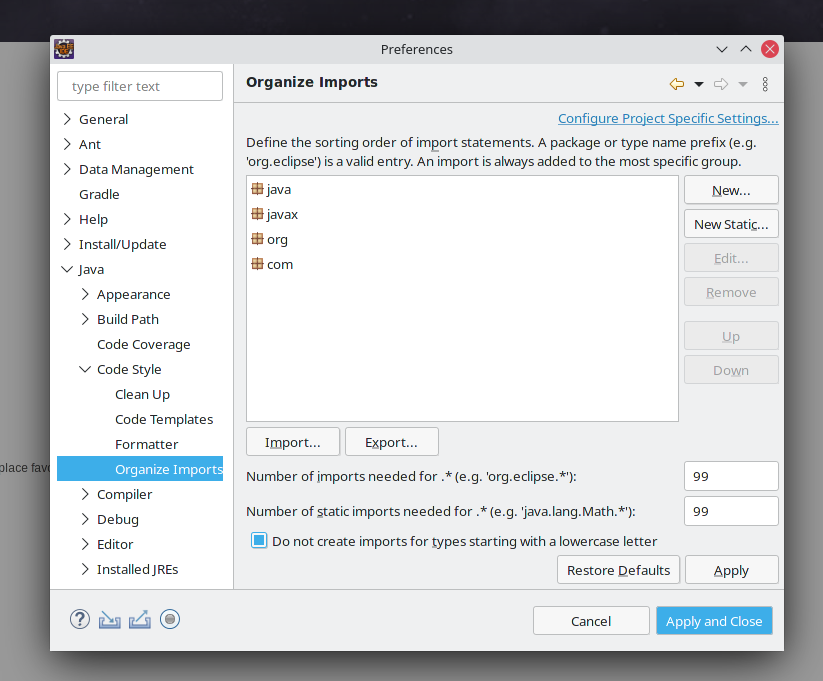 Preferences
type filter text
General
Ant
Data Management
Gradle
Help
Install/Update
Java
Appearance
Build Path
Code Coverage
Code Style
Clean Up
Code Templates
Formatter
Organize Imports
Compiler
Debug
Editor
Installed JREs
Organize Imports
Configure Project Specific Settings...
Define the sorting order of import statements. A package or type name prefix (e.g.
'org.eclipse') is a valid entry. An import is always added to the most specific group.
java
javax
org
com
New...
New Static...
Edit...
Remove
Up
Down
Import...
Export...
Number of imports needed for .* (e.g. 'org.eclipse.*'):
99
Number of static imports needed for .* (e.g. 'java.lang.Math.*'):
99
Do not create imports for types starting with a lowercase letter
Restore Defaults
Apply
Cancel
Apply and Close
place